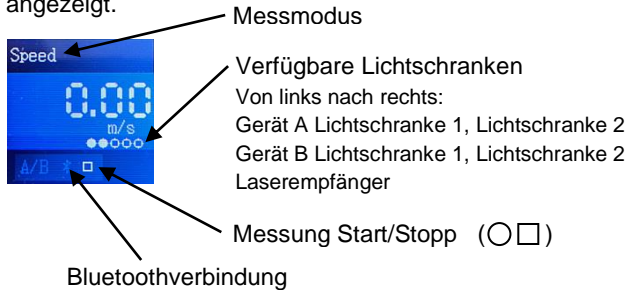 angezeigt.
Messmodus
Speed
Verfügbare Lichtschranken
Von links nach rechts:
0.00
Gerät A Lichtschranke 1, Lichtschranke 2
m/s
Gerät B Lichtschranke 1, Lichtschranke 2
A/B
Laserempfänger
Messung Start/Stopp (○□)
Bluetoothverbindung